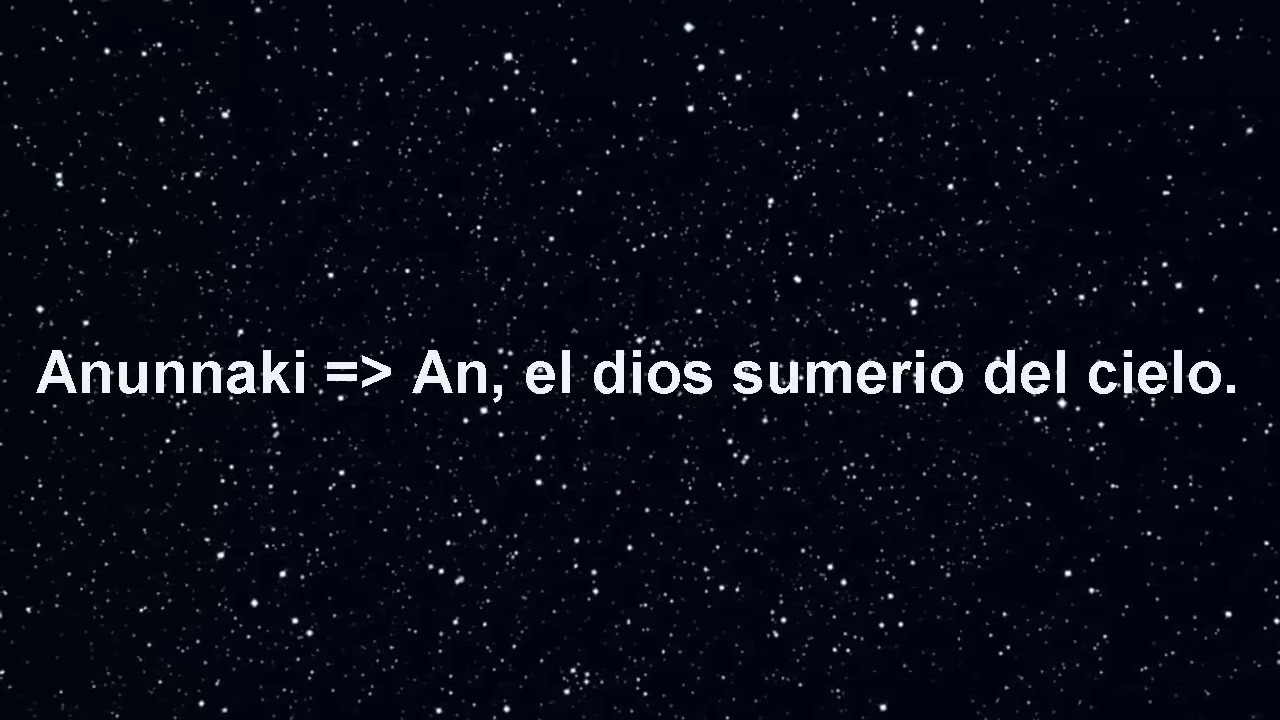 Anunnaki => An, el dios sumerio del cielo.